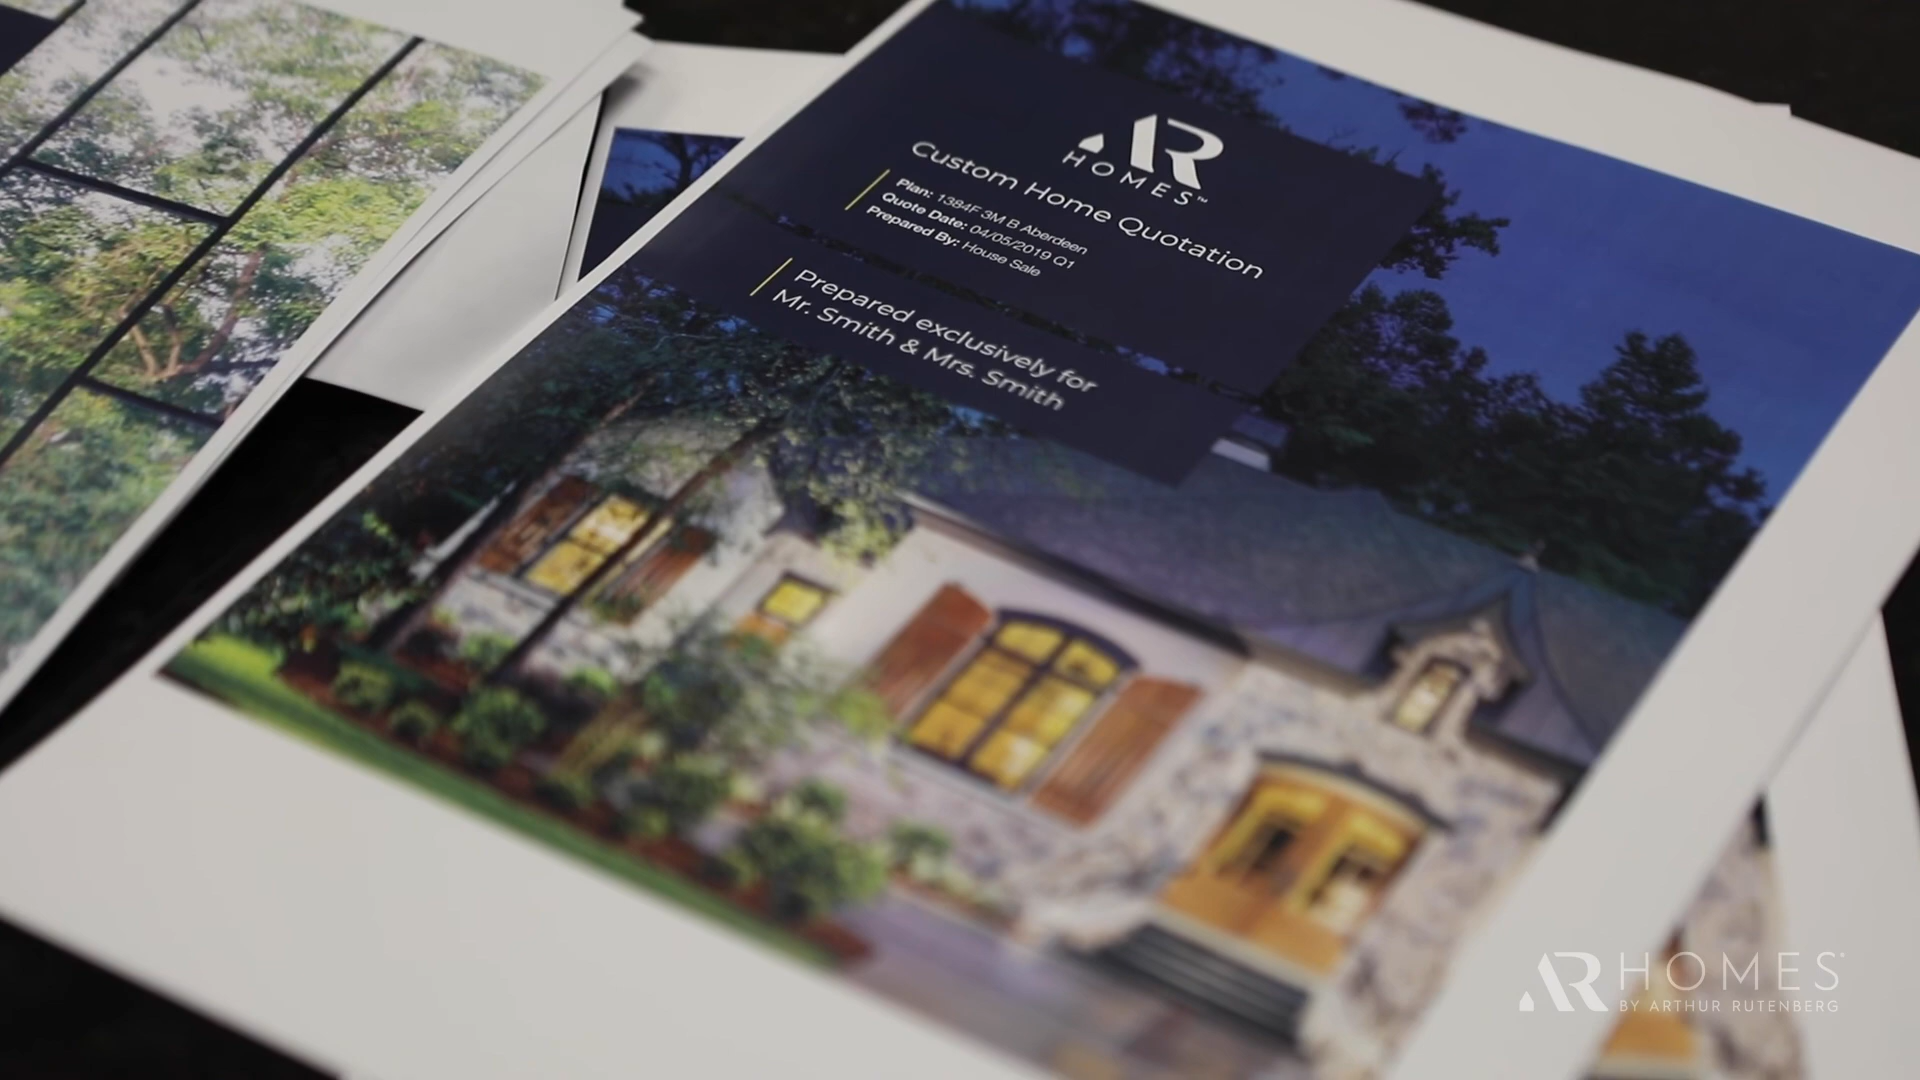 AR
HOMES™
Custom Home Quotation
Plan: 1384F 3M B Aberdeen
Quote Date: 04/05/2019 Q1
Prepared By: House Sale
Prepared exclusively for
Mr. Smith & Mrs. Smith
AR HOMES
BY ARTHUR RUTENBERG